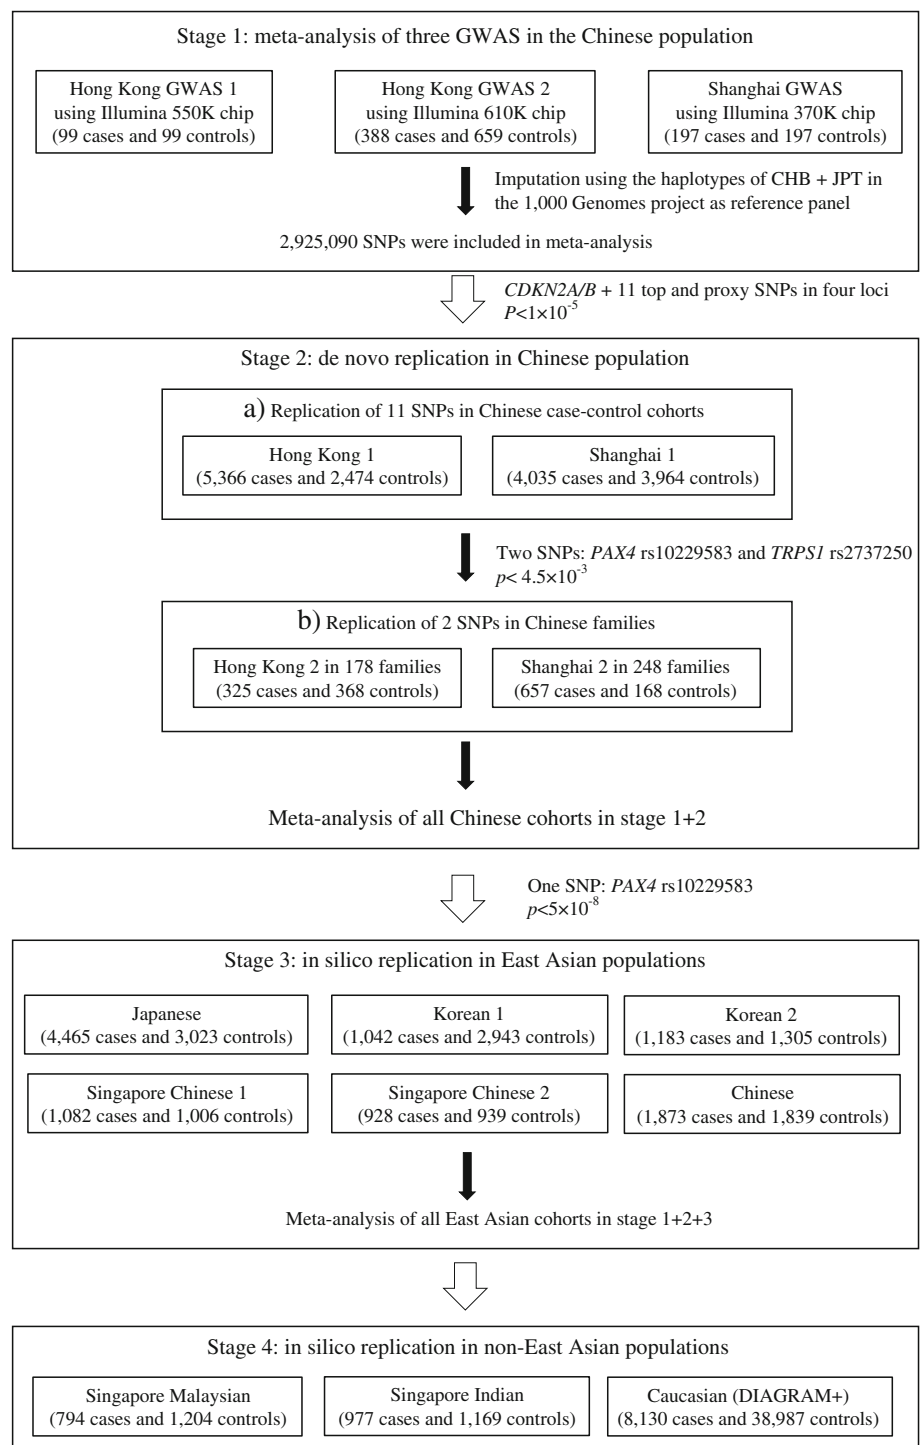 Stage 1: meta-analysis of three GWAS in the Chinese population
Hong Kong GWAS 1
using Illumina 550K chip
(99 cases and 99 controls)
Hong Kong GWAS 2
using Illumina 610K chip
(388 cases and 659 controls)
Shanghai GWAS
using Illumina 370K chip
(197 cases and 197 controls)
Imputation using the haplotypes of CHB + JPT in
the 1,000 Genomes project as reference panel
2,925,090 SNPs were included in meta-analysis
CDKN2A/B + 11 top and proxy SNPs in four loci
P<1×10⁻⁵
Stage 2: de novo replication in Chinese population
a) Replication of 11 SNPs in Chinese case-control cohorts
Hong Kong 1
(5,366 cases and 2,474 controls)
Shanghai 1
(4,035 cases and 3,964 controls)
Two SNPs: PAX4 rs10229583 and TRPS1 rs2737250
p< 4.5×10⁻³
b) Replication of 2 SNPs in Chinese families
Hong Kong 2 in 178 families
(325 cases and 368 controls)
Shanghai 2 in 248 families
(657 cases and 168 controls)
Meta-analysis of all Chinese cohorts in stage 1+2
One SNP: PAX4 rs10229583
p<5×10⁻⁸
Stage 3: in silico replication in East Asian populations
Japanese
(4,465 cases and 3,023 controls)
Korean 1
(1,042 cases and 2,943 controls)
Korean 2
(1,183 cases and 1,305 controls)
Singapore Chinese 1
(1,082 cases and 1,006 controls)
Singapore Chinese 2
(928 cases and 939 controls)
Chinese
(1,873 cases and 1,839 controls)
Meta-analysis of all East Asian cohorts in stage 1+2+3
Stage 4: in silico replication in non-East Asian populations
Singapore Malaysian
(794 cases and 1,204 controls)
Singapore Indian
(977 cases and 1,169 controls)
Caucasian (DIAGRAM+)
(8,130 cases and 38,987 controls)